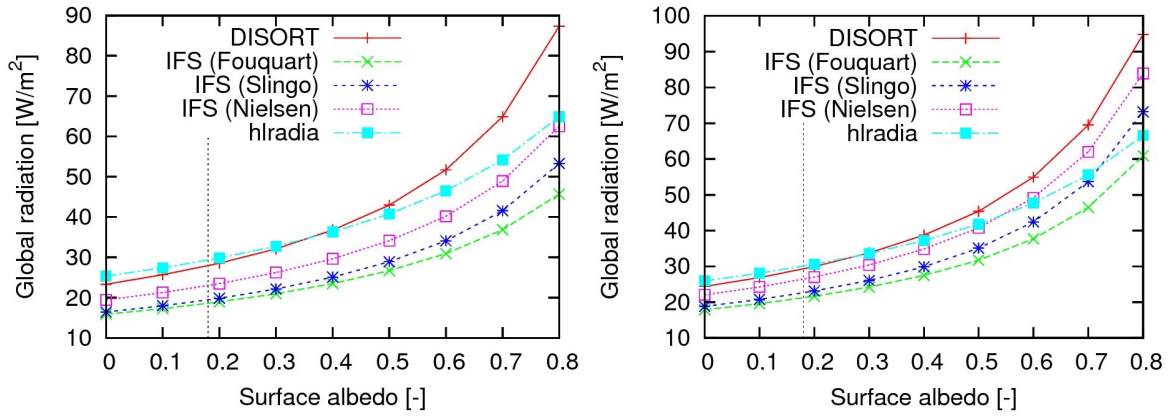 Global radiation [W/m²]
90
80
70
60
50
40
30
20
10
DISORT
IFS (Fouquart)
IFS (Slingo)
IFS (Nielsen)
hlradia
0 0.1 0.2 0.3 0.4 0.5 0.6 0.7 0.8
Surface albedo [-]
Global radiation [W/m²]
100
90
80
70
60
50
40
30
20
10
DISORT
IFS (Fouquart)
IFS (Slingo)
IFS (Nielsen)
hlradia
0 0.1 0.2 0.3 0.4 0.5 0.6 0.7 0.8
Surface albedo [-]